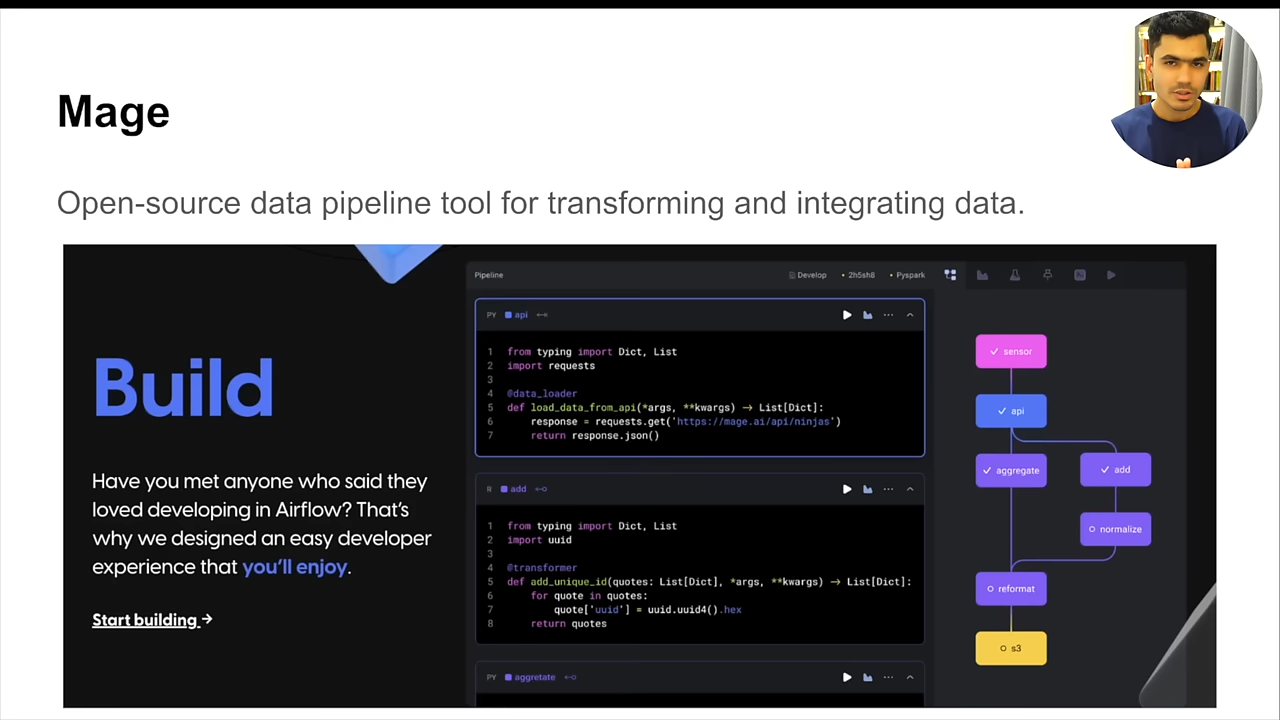 Mage
Open-source data pipeline tool for transforming and integrating data.
Build
Have you met anyone who said they
loved developing in Airflow? That's
why we designed an easy developer
experience that you'll enjoy.
Start building →
Pipeline
Develop
2h5sh8
Pyspark
PY api
1 from typing import Dict, List
2 import requests
3
4 @data_loader
5 def load_data_from_api(*args, **kwargs) → List[Dict]:
6 response = requests.get('https://mage.ai/api/ninjas')
7 return response.json()
R add
1 from typing import Dict, List
2 import uuid
3
4 @transformer
5 def add_unique_id(quotes: List[Dict], *args, **kwargs) → List[Dict]:
6 for quote in quotes:
7 quote['uuid'] = uuid.uuid4().hex
8 return quotes
PY aggretate
sensor
api
aggregate
add
normalize
reformat
s3